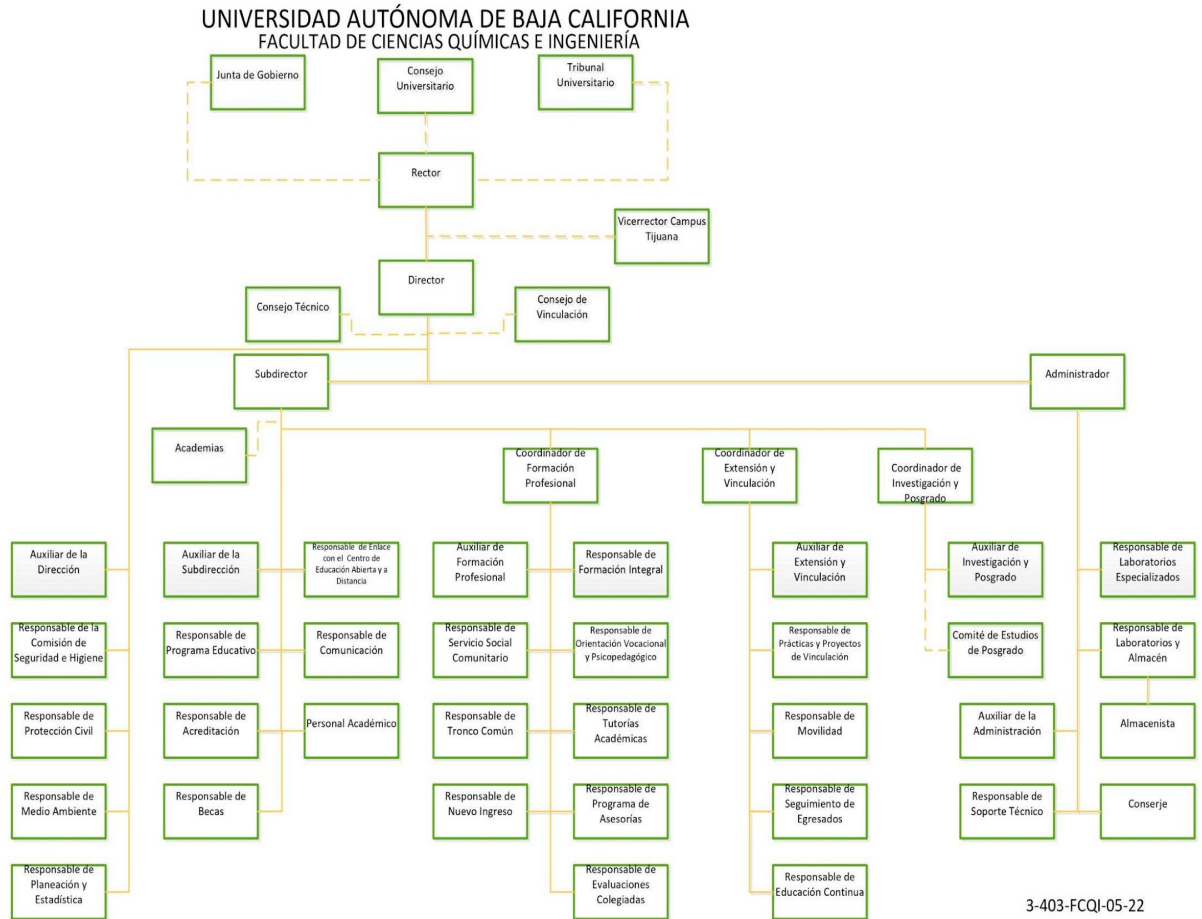 UNIVERSIDAD AUTÓNOMA DE BAJA CALIFORNIA
FACULTAD DE CIENCIAS QUÍMICAS E INGENIERÍA
Junta de Gobierno
Consejo
Universitario
Tribunal
Universitario
Rector
Vicerrector Campus
Tijuana
Director
Consejo Técnico
Consejo de
Vinculación
Subdirector
Administrador
Academias
Coordinador de
Formación
Profesional
Coordinador de
Extensión y
Vinculación
Coordinador de
Investigación y
Posgrado
Auxiliar de la
Dirección
Auxiliar de la
Subdirección
Responsable de Enlace
con el Centro de
Educación Abierta y a
Distancia
Auxiliar de
Formación
Profesional
Responsable de
Formación Integral
Auxiliar de
Extensión y
Vinculación
Auxiliar de
Investigación y
Posgrado
Responsable de
Laboratorios
Especializados
Responsable de la
Comisión de
Seguridad e Higiene
Responsable de
Programa Educativo
Responsable de
Comunicación
Responsable de
Servicio Social
Comunitario
Responsable de
Orientación Vocacional
y Psicopedagógico
Responsable de
Prácticas y Proyectos
de Vinculación
Comité de Estudios
de Posgrado
Responsable de
Laboratorios y
Almacén
Responsable de
Protección Civil
Responsable de
Acreditación
Personal Académico
Responsable de
Tronco Común
Responsable de
Tutorías
Académicas
Responsable de
Movilidad
Auxiliar de la
Administración
Almacenista
Responsable de
Medio Ambiente
Responsable de
Becas
Responsable de
Nuevo Ingreso
Responsable de
Programa de
Asesorías
Responsable de
Seguimiento de
Egresados
Responsable de
Soporte Técnico
Conserje
Responsable de
Planeación y
Estadística
Responsable de
Evaluaciones
Colegiadas
Responsable de
Educación Continua
3-403-FCQI-05-22